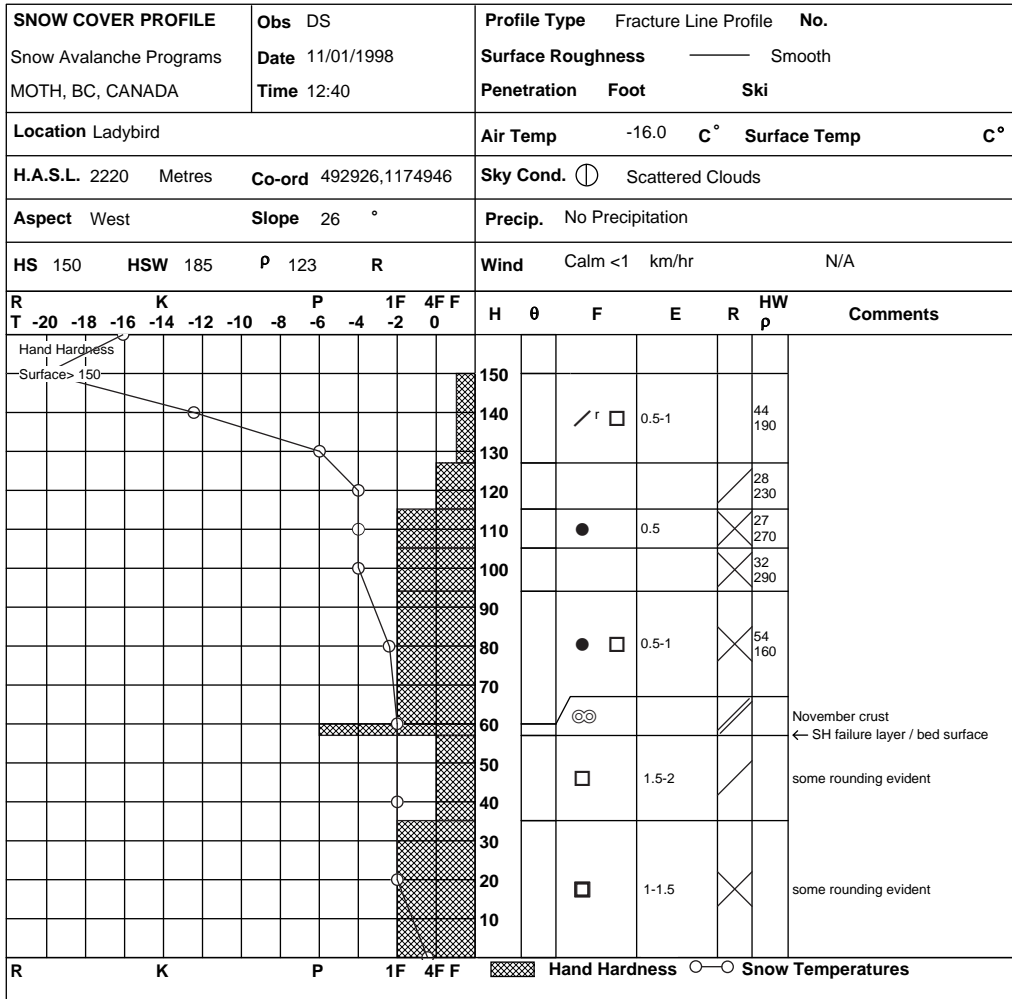 SNOW COVER PROFILE Obs DS Profile Type Fracture Line Profile No.
Snow Avalanche Programs Date 11/01/1998 Surface Roughness Smooth
MOTH, BC, CANADA Time 12:40 Penetration Foot Ski
Location Ladybird Air Temp -16.0 C° Surface Temp C°
H.A.S.L. 2220 Metres Co-ord 492926,1174946 Sky Cond. Scattered Clouds
Aspect West Slope 26 ° Precip. No Precipitation
HS 150 HSW 185 ρ 123 R Wind Calm <1 km/hr N/A
R K P 1F 4F F H θ F E R HW ρ Comments
T -20 -18 -16 -14 -12 -10 -8 -6 -4 -2 0
Hand Hardness
Surface> 150
150
140 r 0.5-1 44
190
130
120 28
230
110 0.5 27
270
100 32
290
90
80 0.5-1 54
160
70
60 November crust
← SH failure layer / bed surface
50
1.5-2 some rounding evident
40
30
20
1-1.5 some rounding evident
10
R K P 1F 4F F Hand Hardness Snow Temperatures